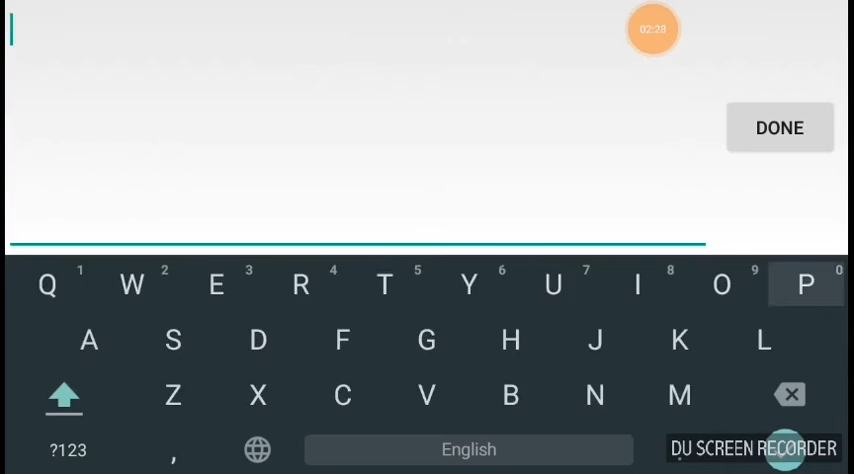 02:28
DONE
Q 1 W 2 E 3 R 4 T 5 Y 6 U 7 I 8 O 9 P 0
A S D F G H J K L
Z X C V B N M
?123 , English DU SCREEN RECORDER